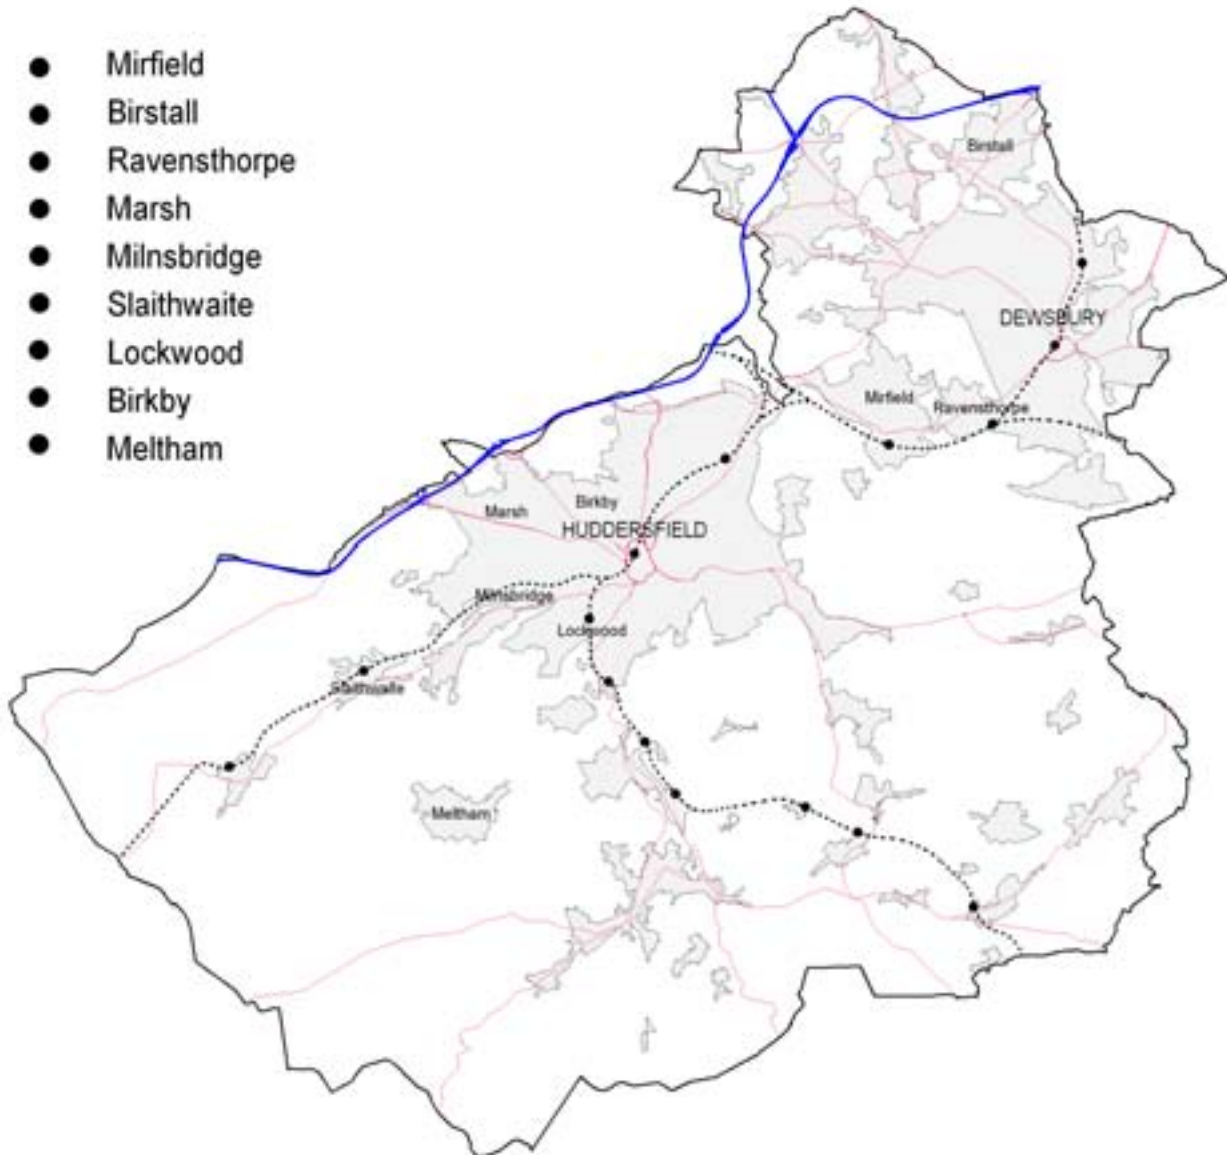 Mirfield
Birstall
Ravensthorpe
Marsh
Milnsbridge
Slaithwaite
Lockwood
Birkby
Meltham
Birstall
DEWSBURY
Mirfield
Ravensthorpe
Birkby
Marsh
HUDDERSFIELD
Milnsbridge
Lockwood
Slaithwaite
Meltham